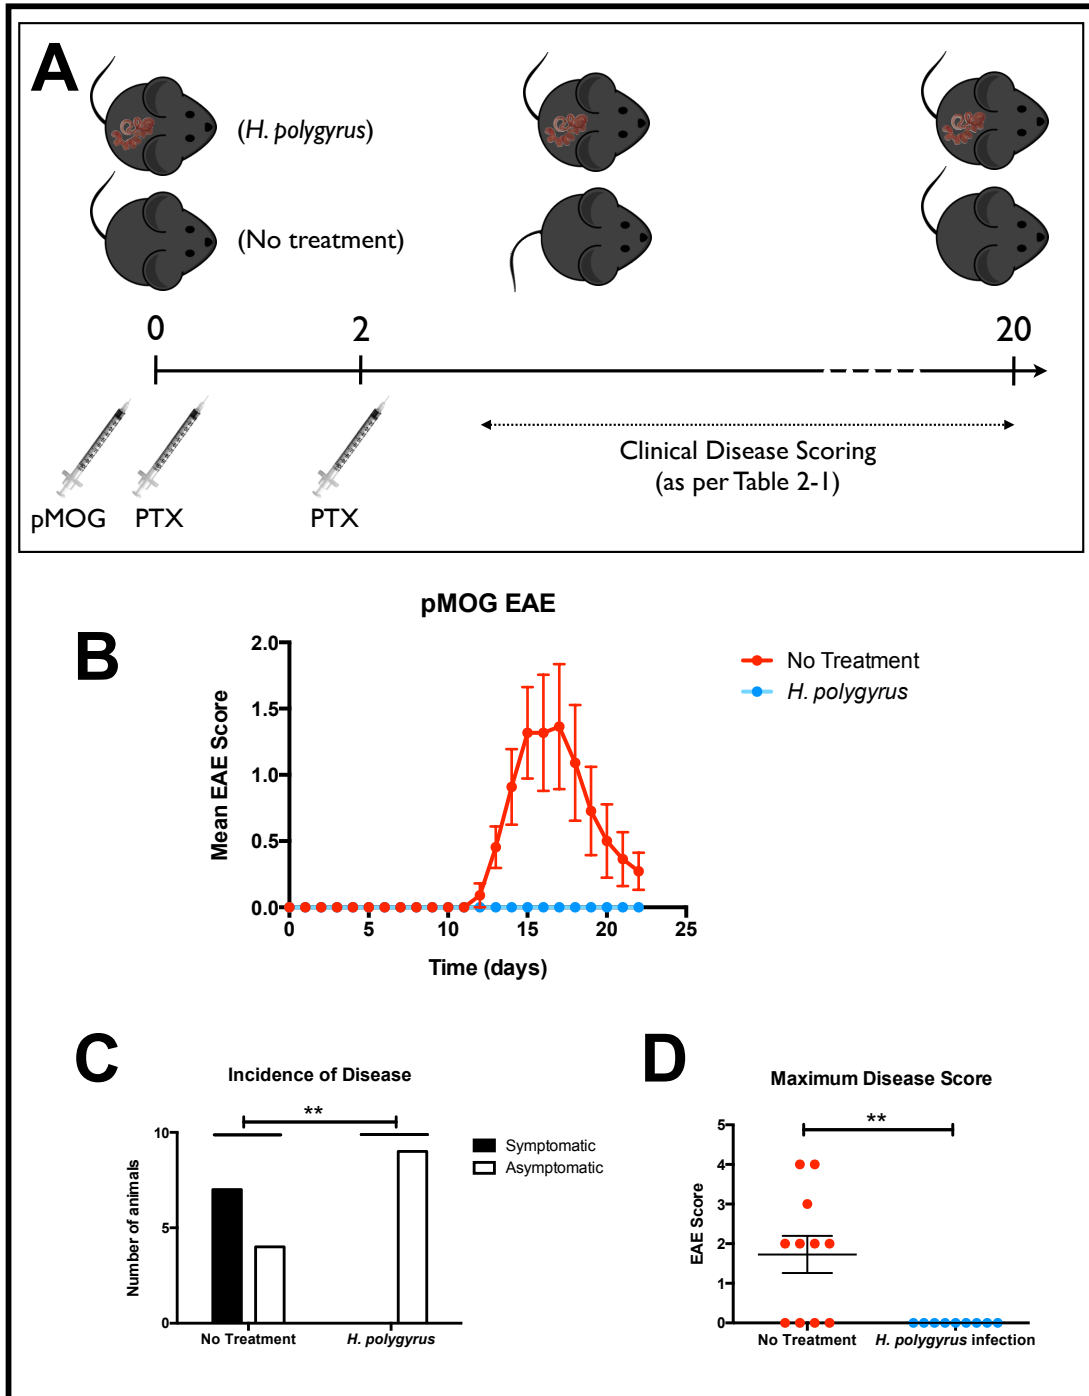 A
(H. polygyrus)
(No treatment)
0 2 20
Clinical Disease Scoring
(as per Table 2-1)
pMOG PTX PTX
B
pMOG EAE
2.0
1.5
1.0
0.5
0.0
Mean EAE Score
0 5 10 15 20 25
Time (days)
No Treatment
H. polygyrus
C
Incidence of Disease
**
10
5
0
Number of animals
No Treatment H. polygyrus
Symptomatic
Asymptomatic
D
Maximum Disease Score
**
5
4
3
2
1
0
EAE Score
No Treatment H. polygyrus infection